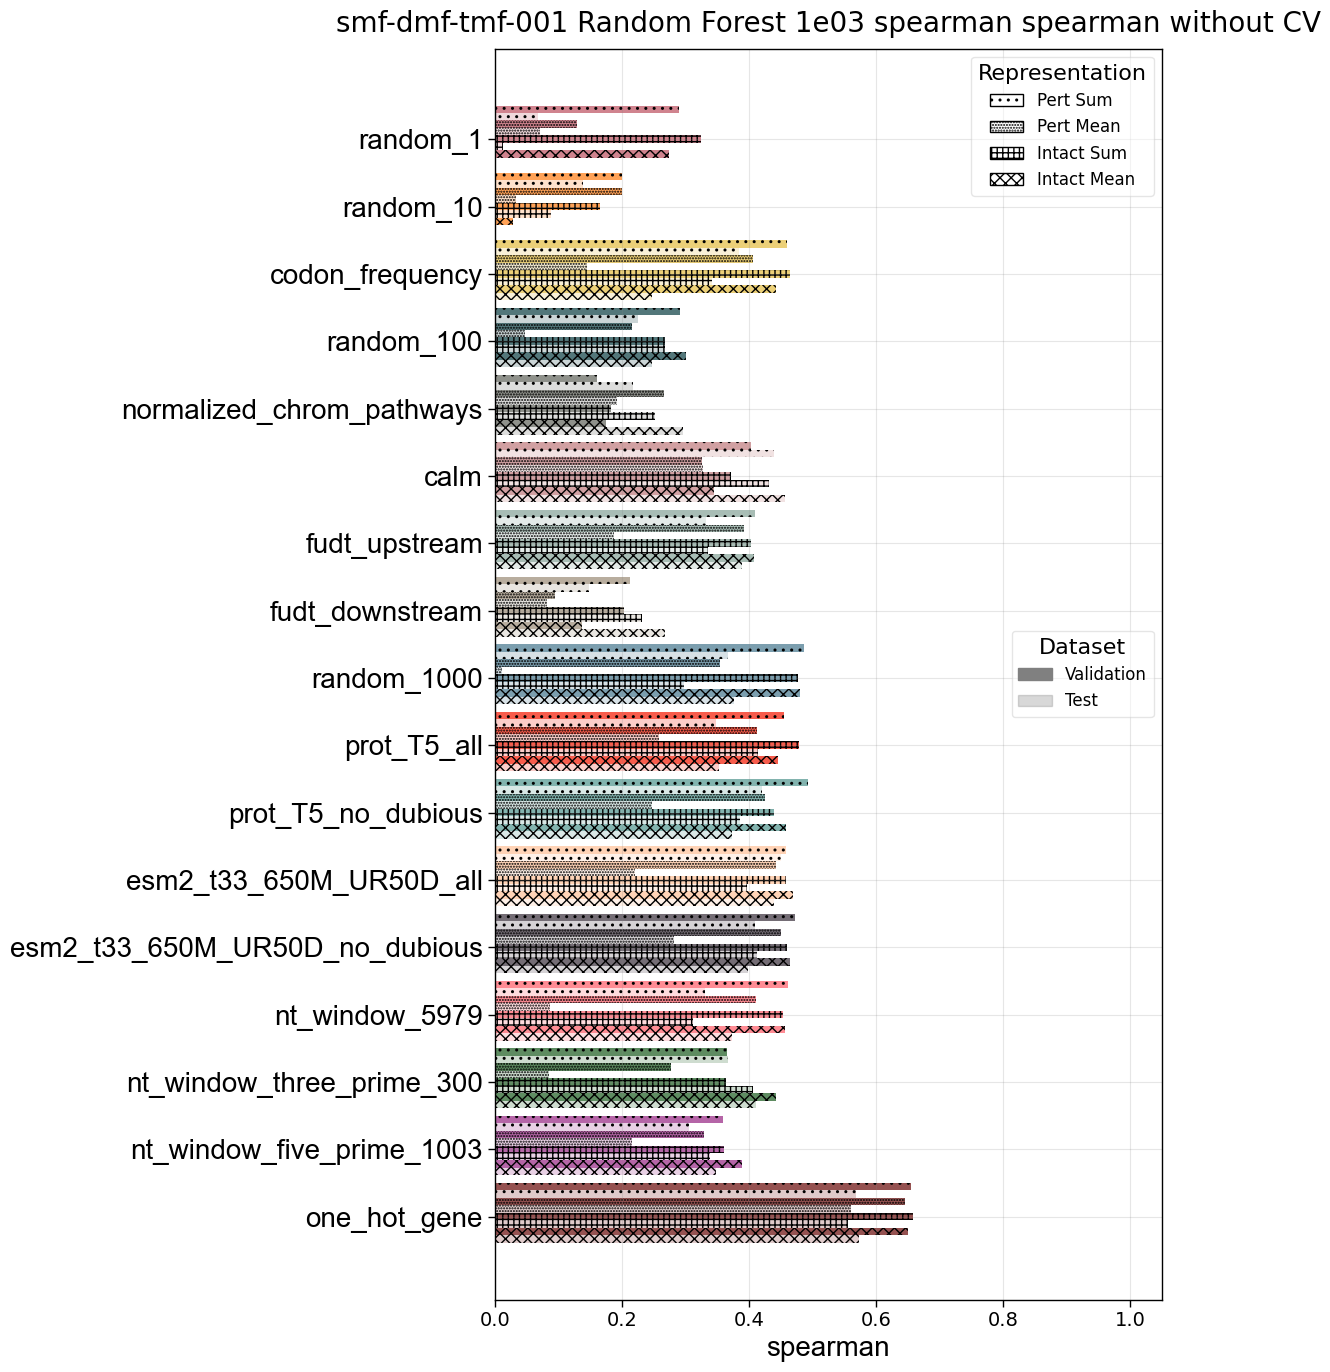 smf-dmf-tmf-001 Random Forest 1e03 spearman spearman without CV
Representation
Pert Sum
Pert Mean
Intact Sum
Intact Mean
random_1
random_10
codon_frequency
random_100
normalized_chrom_pathways
calm
fudt_upstream
fudt_downstream
random_1000
prot_T5_all
prot_T5_no_dubious
esm2_t33_650M_UR50D_all
esm2_t33_650M_UR50D_no_dubious
nt_window_5979
nt_window_three_prime_300
nt_window_five_prime_1003
one_hot_gene
Dataset
Validation
Test
0.0 0.2 0.4 0.6 0.8 1.0
spearman